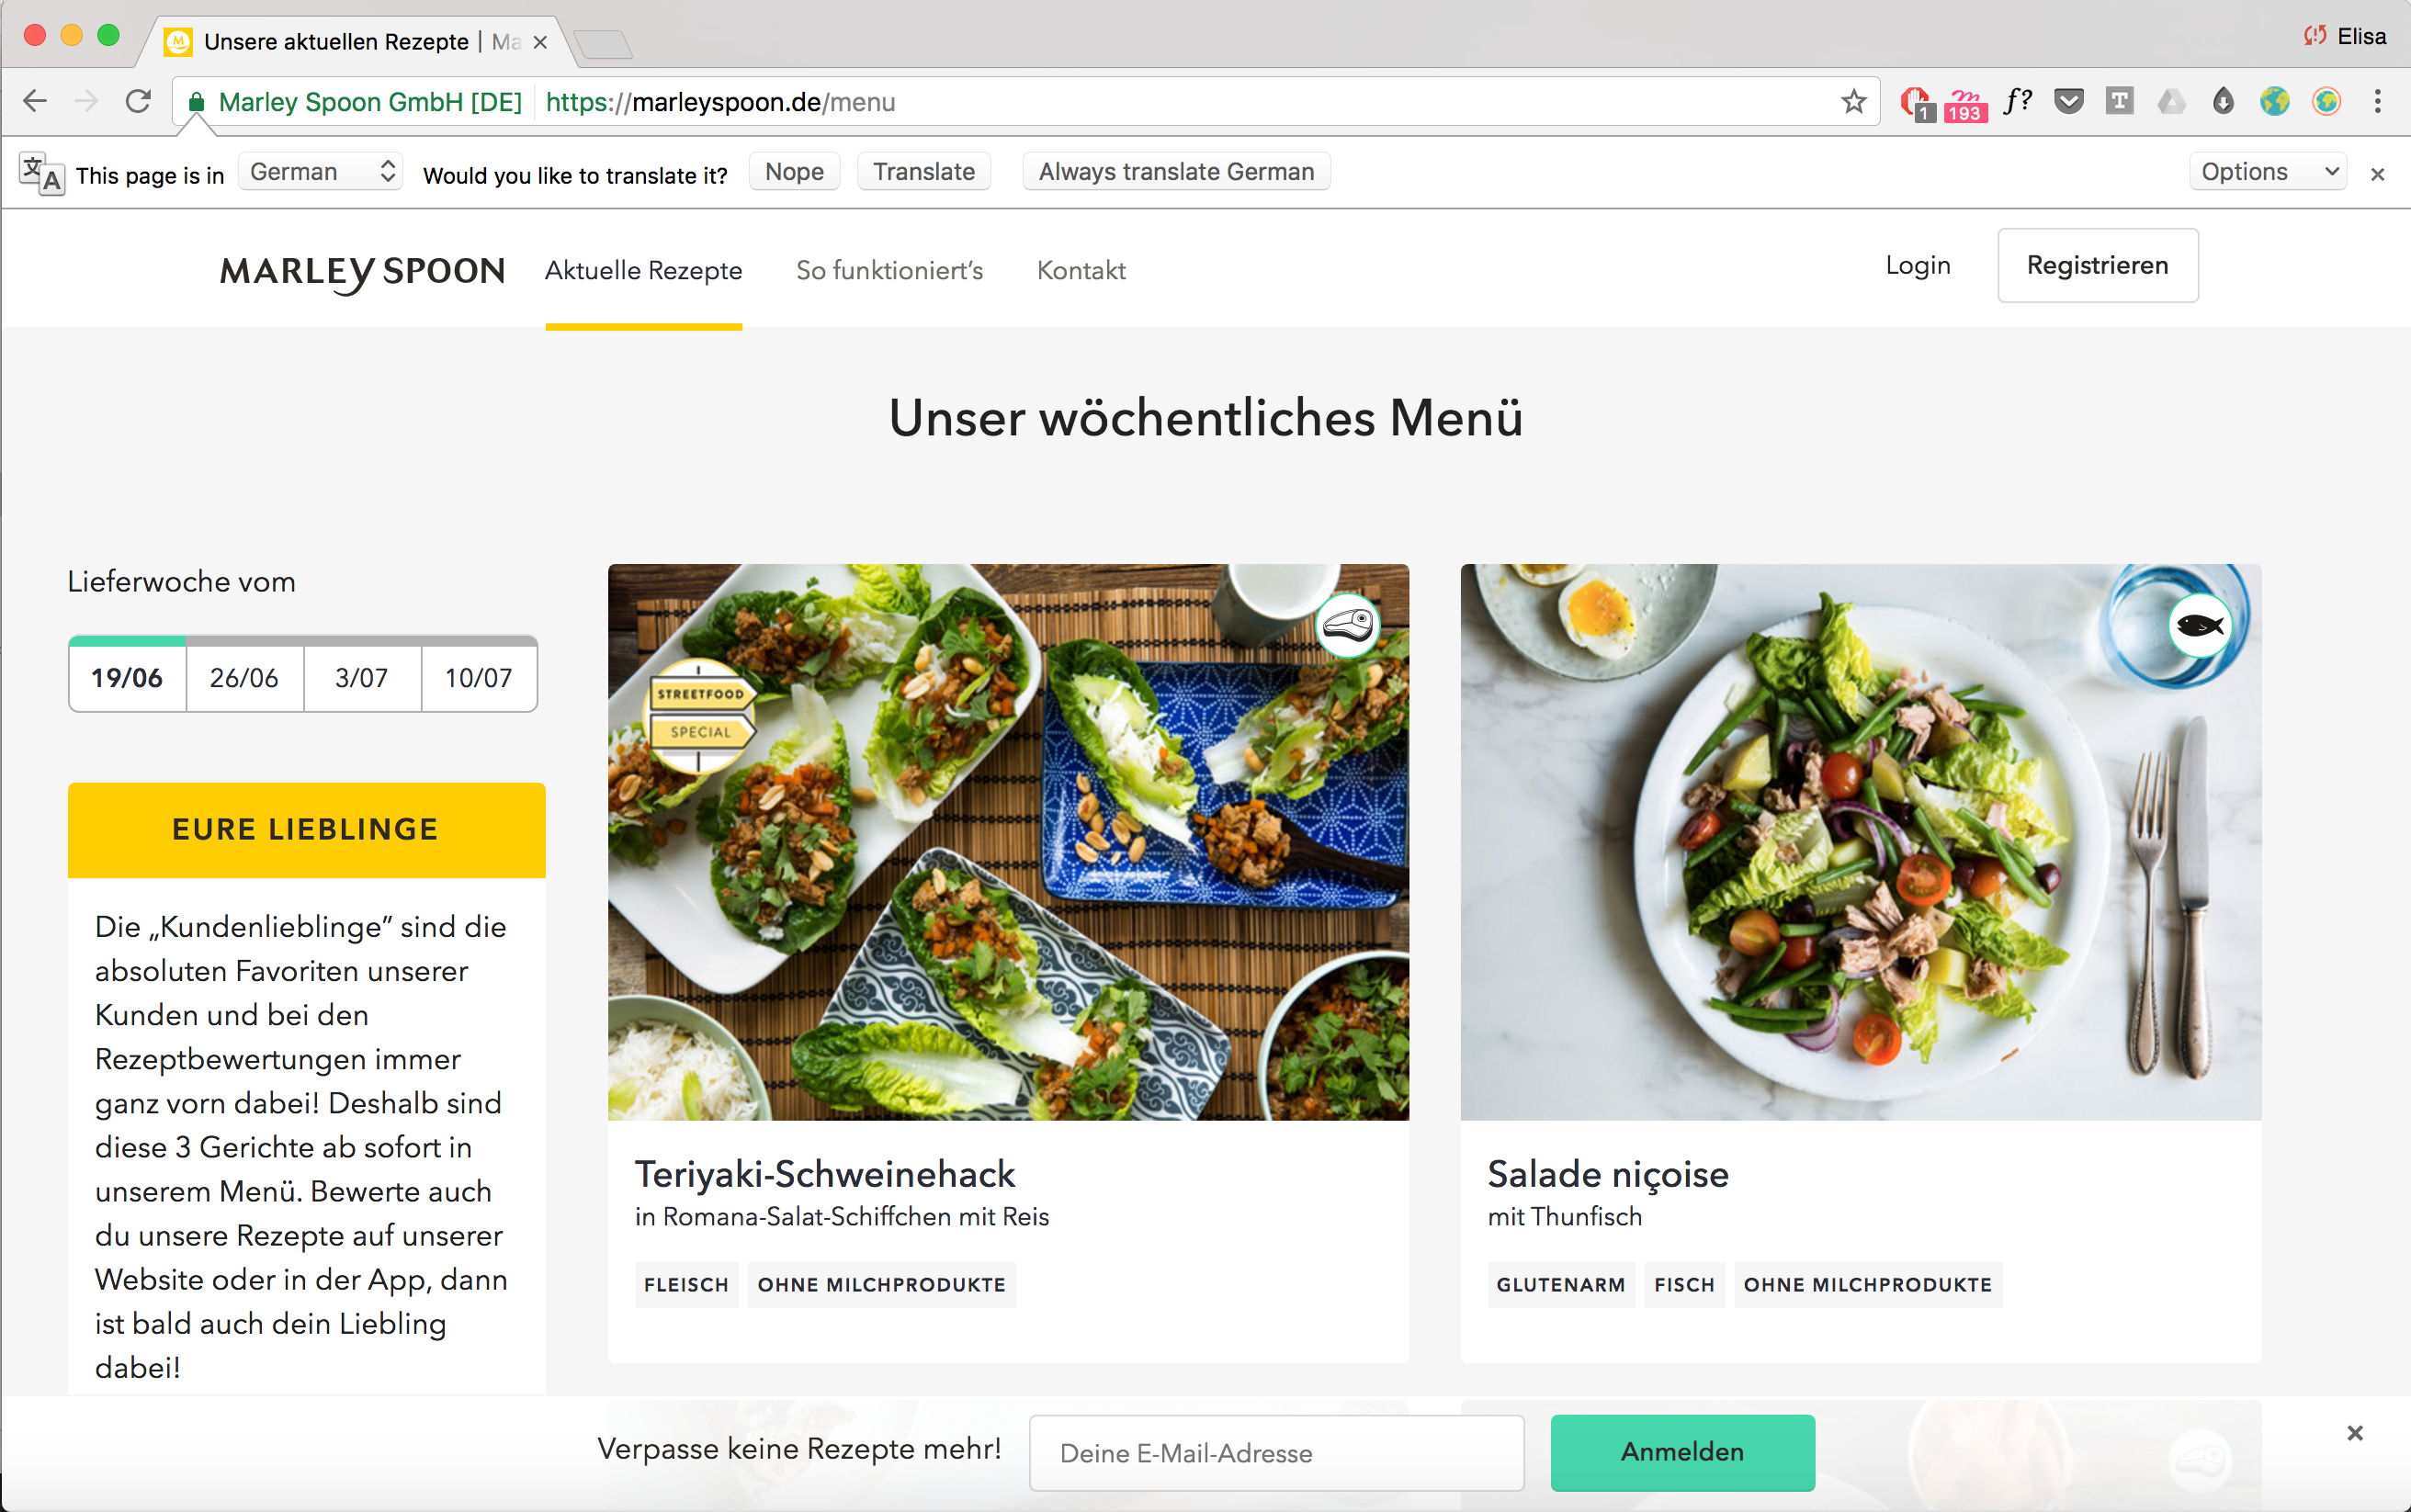 Unsere aktuellen Rezepte | Ma
Elisa
Marley Spoon GmbH [DE]
https://marleyspoon.de/menu
1
193
f?
T
文
A
This page is in
German
Would you like to translate it?
Nope
Translate
Always translate German
Options
MARLEY SPOON
Aktuelle Rezepte
So funktioniert’s
Kontakt
Login
Registrieren
Unser wöchentliches Menü
Lieferwoche vom
19/06
26/06
3/07
10/07
EURE LIEBLINGE
Die „Kundenlieblinge” sind die
absoluten Favoriten unserer
Kunden und bei den
Rezeptbewertungen immer
ganz vorn dabei! Deshalb sind
diese 3 Gerichte ab sofort in
unserem Menü. Bewerte auch
du unsere Rezepte auf unserer
Website oder in der App, dann
ist bald auch dein Liebling
dabei!
STREETFOOD
SPECIAL
Teriyaki-Schweinehack
in Romana-Salat-Schiffchen mit Reis
FLEISCH
OHNE MILCHPRODUKTE
Salade niçoise
mit Thunfisch
GLUTENARM
FISCH
OHNE MILCHPRODUKTE
Verpasse keine Rezepte mehr!
Deine E-Mail-Adresse
Anmelden